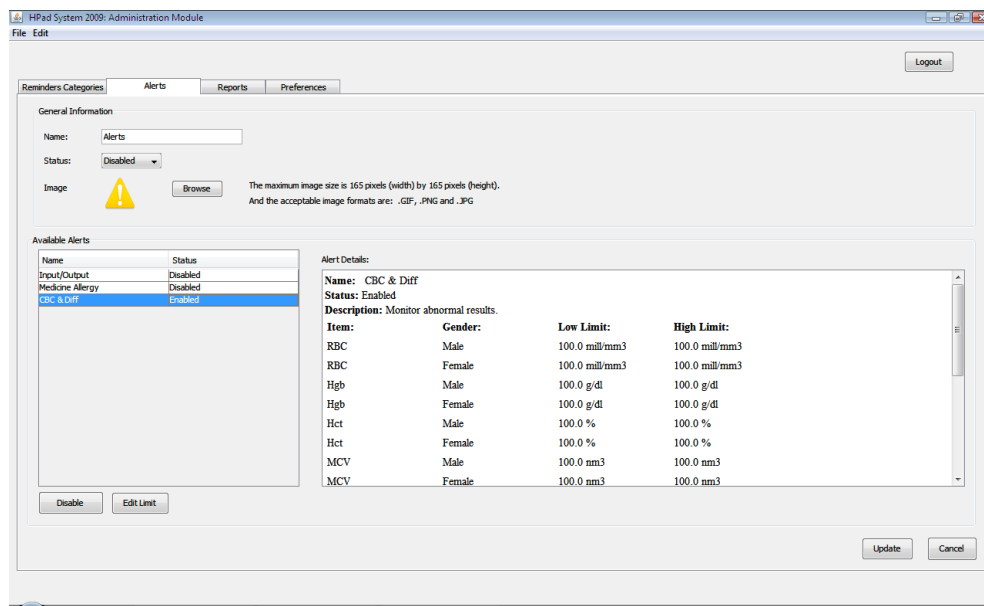 HPad System 2009: Administration Module
File Edit
Logout
Reminders Categories Alerts Reports Preferences
General Information
Name: Alerts
Status: Disabled
Image Browse The maximum image size is 165 pixels (width) by 165 pixels (height).
And the acceptable image formats are: .GIF, .PNG and .JPG
Available Alerts
Name Status
Input/Output Disabled
Medicine Allergy Disabled
CBC & Diff Enabled
Disable Edit Limit
Alert Details:
Name: CBC & Diff
Status: Enabled
Description: Monitor abnormal results.
Item: Gender: Low Limit: High Limit:
RBC Male 100.0 mill/mm3 100.0 mill/mm3
RBC Female 100.0 mill/mm3 100.0 mill/mm3
Hgb Male 100.0 g/dl 100.0 g/dl
Hgb Female 100.0 g/dl 100.0 g/dl
Hct Male 100.0 % 100.0 %
Hct Female 100.0 % 100.0 %
MCV Male 100.0 nm3 100.0 nm3
MCV Female 100.0 nm3 100.0 nm3
Update Cancel